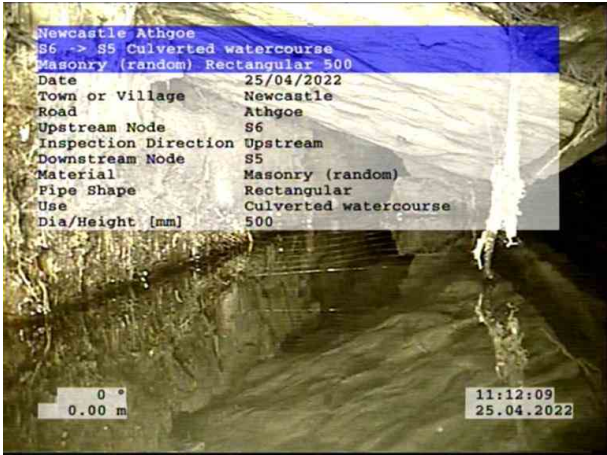 Newcastle Athgoe
S6 -> S5 Culverted watercourse
Masonry (random) Rectangular 500
Date 25/04/2022
Town or Village Newcastle
Road Athgoe
Upstream Node S6
Inspection Direction Upstream
Downstream Node S5
Material Masonry (random)
Pipe Shape Rectangular
Use Culverted watercourse
Dia/Height [mm] 500
0 °
0.00 m
11:12:09
25.04.2022